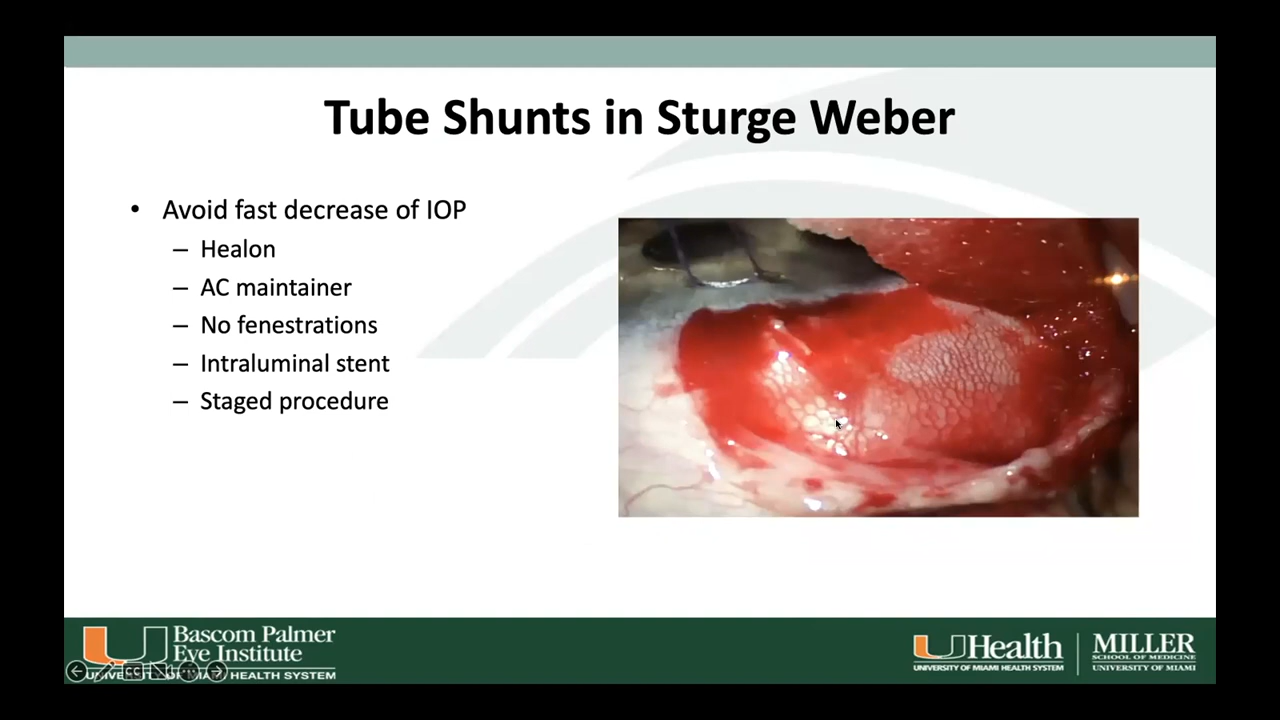 Tube Shunts in Sturge Weber
• Avoid fast decrease of IOP
– Healon
– AC maintainer
– No fenestrations
– Intraluminal stent
– Staged procedure
Bascom Palmer
Eye Institute
UNIVERSITY OF MIAMI HEALTH SYSTEM
UHealth
UNIVERSITY OF MIAMI HEALTH SYSTEM
MILLER
SCHOOL OF MEDICINE
UNIVERSITY OF MIAMI